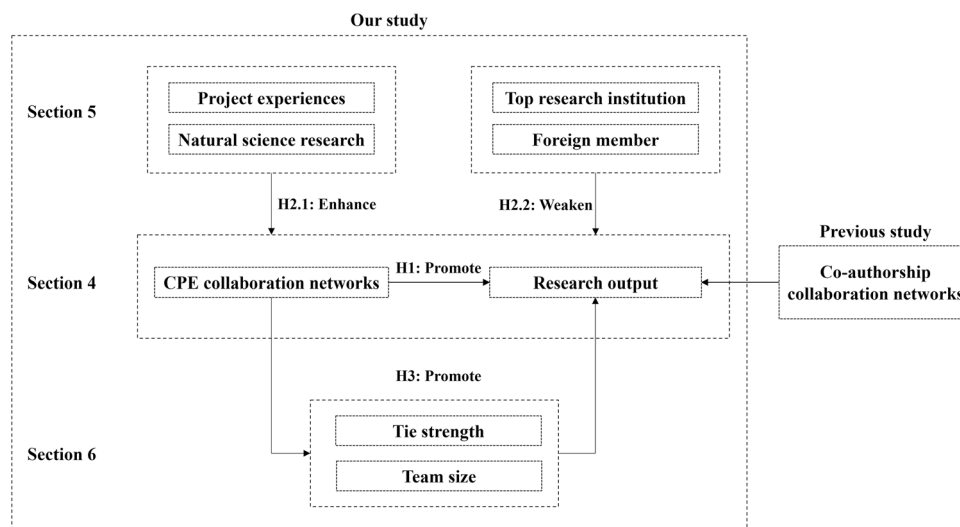 Our study
Section 5
Project experiences
Natural science research
Top research institution
Foreign member
H2.1: Enhance
H2.2: Weaken
Previous study
Section 4
CPE collaboration networks
H1: Promote
Research output
Co-authorship
collaboration networks
H3: Promote
Section 6
Tie strength
Team size